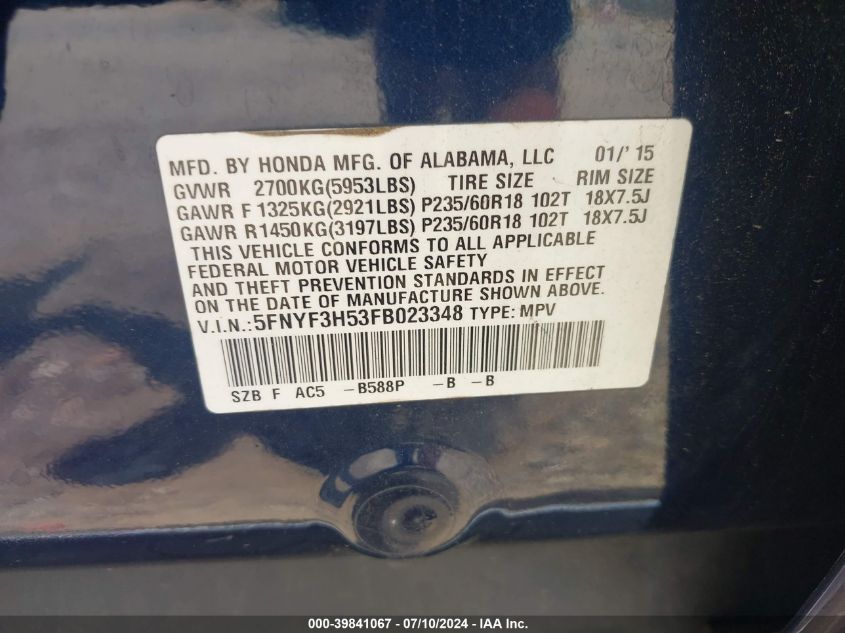 MFD. BY HONDA MFG. OF ALABAMA, LLC 01/'15
GVWR 2700KG(5953LBS) TIRE SIZE RIM SIZE
GAWR F 1325KG(2921LBS) P235/60R18 102T 18X7.5J
GAWR R1450KG(3197LBS) P235/60R18 102T 18X7.5J
THIS VEHICLE CONFORMS TO ALL APPLICABLE
FEDERAL MOTOR VEHICLE SAFETY
AND THEFT PREVENTION STANDARDS IN EFFECT
ON THE DATE OF MANUFACTURE SHOWN ABOVE.
V.I.N.:5FNYF3H53FB023348 TYPE: MPV
SZB F AC5 -B588P -B -B
000-39841067 - 07/10/2024 - IAA Inc.